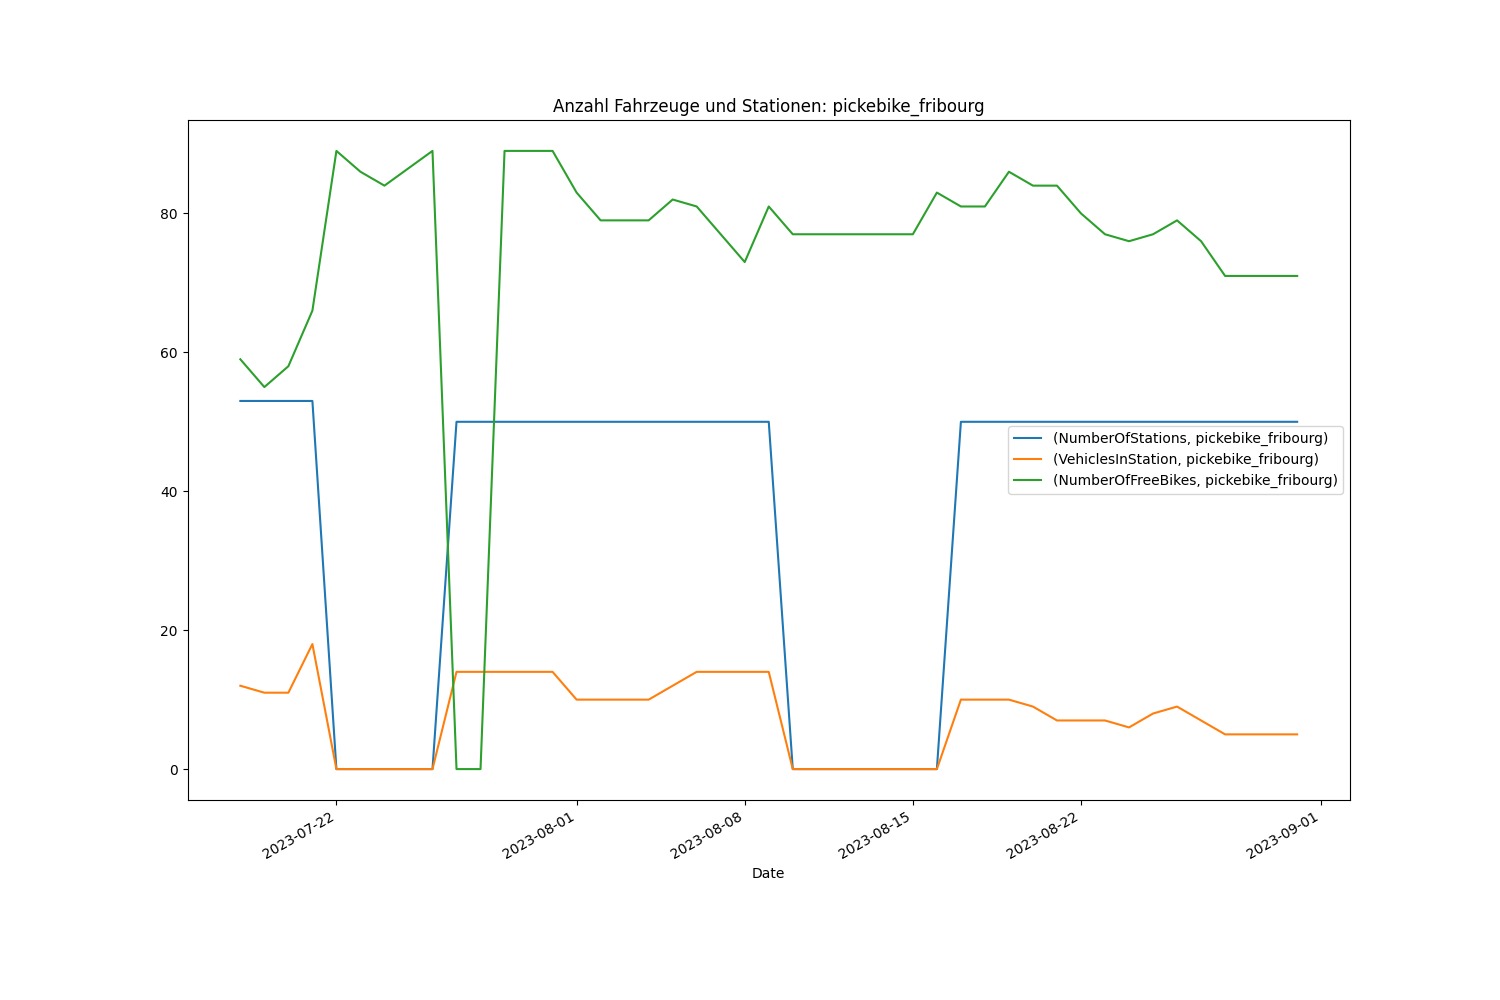 Anzahl Fahrzeuge und Stationen: pickebike_fribourg
80
60
40
20
0
(NumberOfStations, pickebike_fribourg)
(VehiclesInStation, pickebike_fribourg)
(NumberOfFreeBikes, pickebike_fribourg)
2023-07-22
2023-08-01
2023-08-08
2023-08-15
2023-08-22
2023-09-01
Date